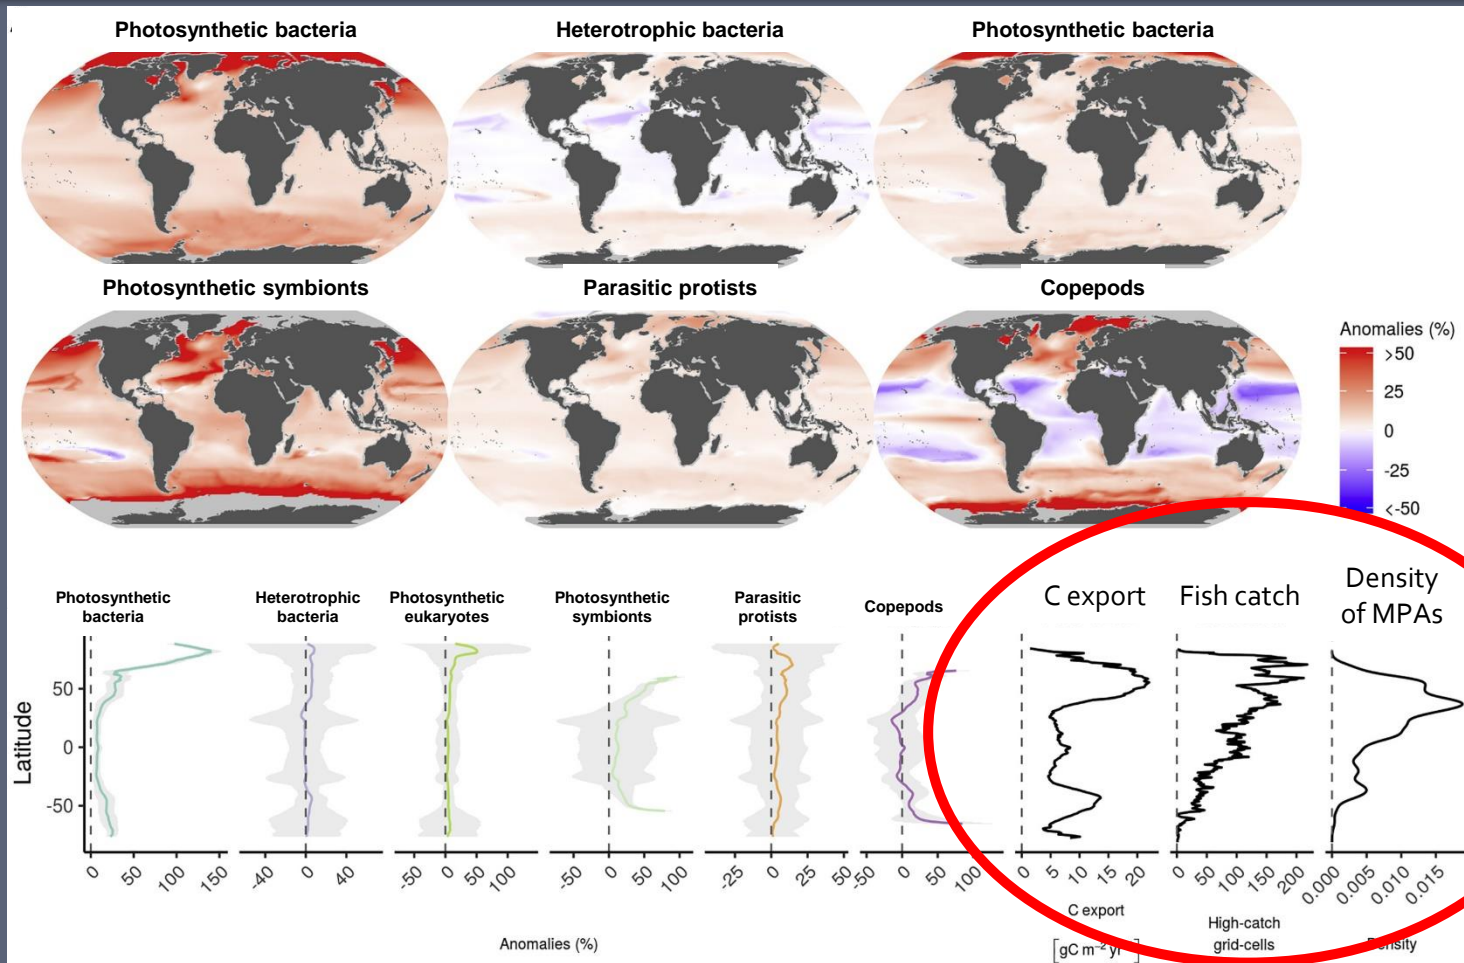 Photosynthetic bacteria
Heterotrophic bacteria
Photosynthetic bacteria
Photosynthetic symbionts
Parasitic protists
Copepods
Anomalies (%)
>50
25
0
-25
<-50
Photosynthetic
bacteria
Heterotrophic
bacteria
Photosynthetic
eukaryotes
Photosynthetic
symbionts
Parasitic
protists
Copepods
C export
Fish catch
Density
of MPAs
Latitude
50
0
-50
0 50 100 150
-40 0 40
-50 0 50 100
0 50 100
-25 0 25 50
-50 0 50 100
0 5 10 15 20
0 50 100 150 200
0.000 0.005 0.010 0.015
Anomalies (%)
C export
[gC m⁻² yr ]
High-catch
grid-cells
Density